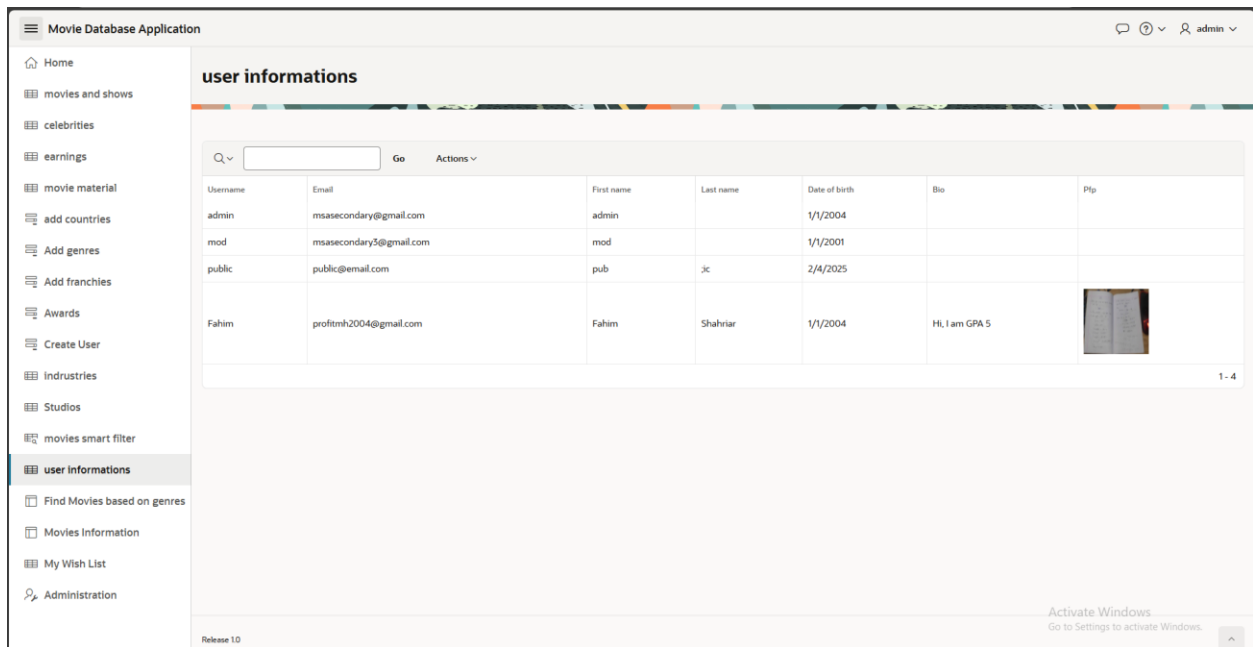 Movie Database Application
admin
Home
movies and shows
celebrities
earnings
movie material
add countries
Add genres
Add franchies
Awards
Create User
indrustries
Studios
movies smart filter
user informations
Find Movies based on genres
Movies Information
My Wish List
Administration
user informations
Go Actions
Username Email First name Last name Date of birth Bio Pfp
admin msasecondary@gmail.com admin 1/1/2004
mod msasecondary3@gmail.com mod 1/1/2001
public public@email.com pub ;ic 2/4/2025
Fahim profitmh2004@gmail.com Fahim Shahriar 1/1/2004 Hi, I am GPA 5
1 - 4
Activate Windows
Go to Settings to activate Windows.
Release 1.0